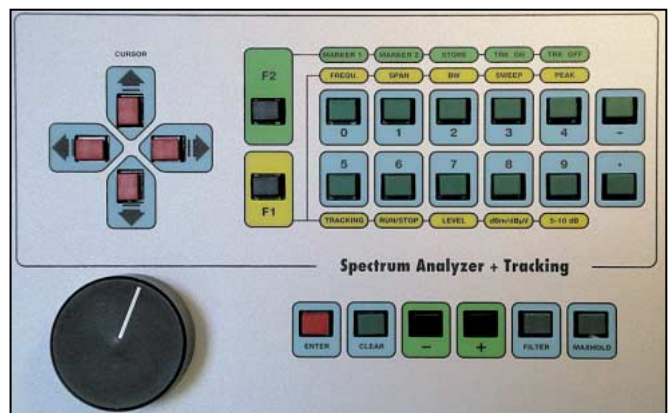 CURSOR
F2
MARKER 1 MARKER 2 STORE TRK ON TRK OFF
FREQU. SPAN BW SWEEP PEAK
0 1 2 3 4 –
F1
5 6 7 8 9 •
TRACKING RUN/STOP LEVEL dBm/dBµV 5-10 dB
Spectrum Analyzer + Tracking
ENTER CLEAR – + FILTER MAXHOLD